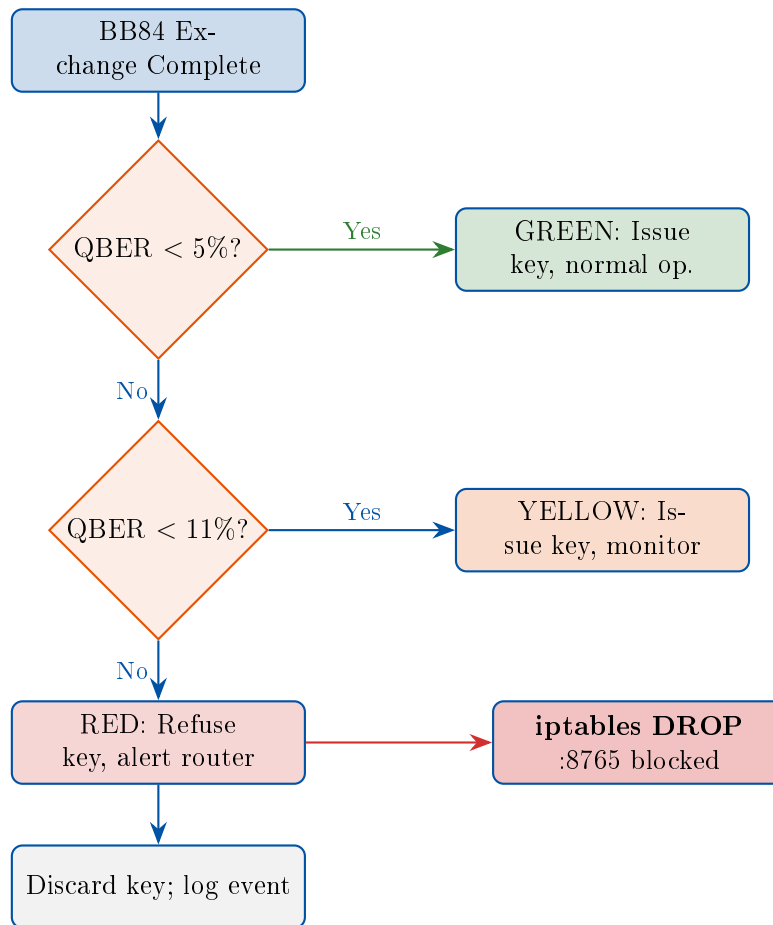 BB84 Ex-
change Complete
QBER < 5%?
Yes
GREEN: Issue
key, normal op.
No
QBER < 11%?
Yes
YELLOW: Is-
sue key, monitor
No
RED: Refuse
key, alert router
iptables DROP
:8765 blocked
Discard key; log event